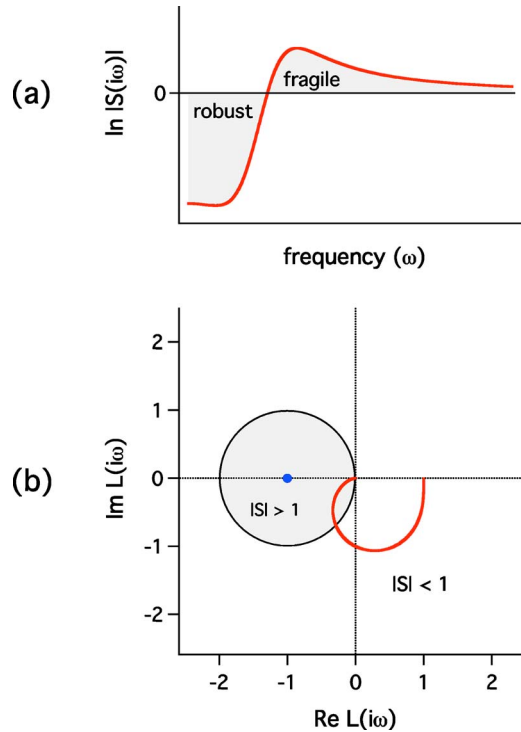 (a)
ln |S(iω)|
0
robust
fragile
frequency (ω)
(b)
Im L(iω)
2
1
0
-1
-2
|S| > 1
|S| < 1
-2 -1 0 1 2
Re L(iω)